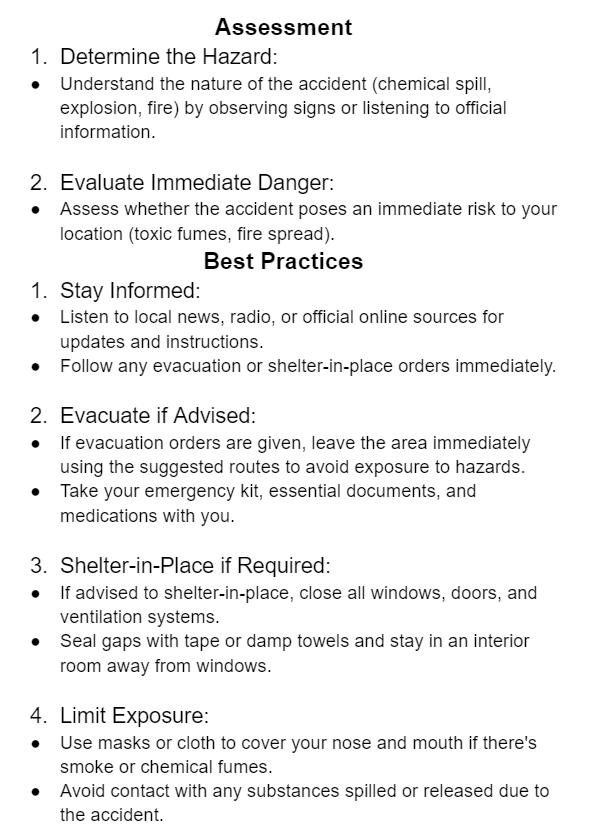 Assessment
1. Determine the Hazard:
● Understand the nature of the accident (chemical spill,
explosion, fire) by observing signs or listening to official
information.
2. Evaluate Immediate Danger:
● Assess whether the accident poses an immediate risk to your
location (toxic fumes, fire spread).
Best Practices
1. Stay Informed:
● Listen to local news, radio, or official online sources for
updates and instructions.
● Follow any evacuation or shelter-in-place orders immediately.
2. Evacuate if Advised:
● If evacuation orders are given, leave the area immediately
using the suggested routes to avoid exposure to hazards.
● Take your emergency kit, essential documents, and
medications with you.
3. Shelter-in-Place if Required:
● If advised to shelter-in-place, close all windows, doors, and
ventilation systems.
● Seal gaps with tape or damp towels and stay in an interior
room away from windows.
4. Limit Exposure:
● Use masks or cloth to cover your nose and mouth if there's
smoke or chemical fumes.
● Avoid contact with any substances spilled or released due to
the accident.